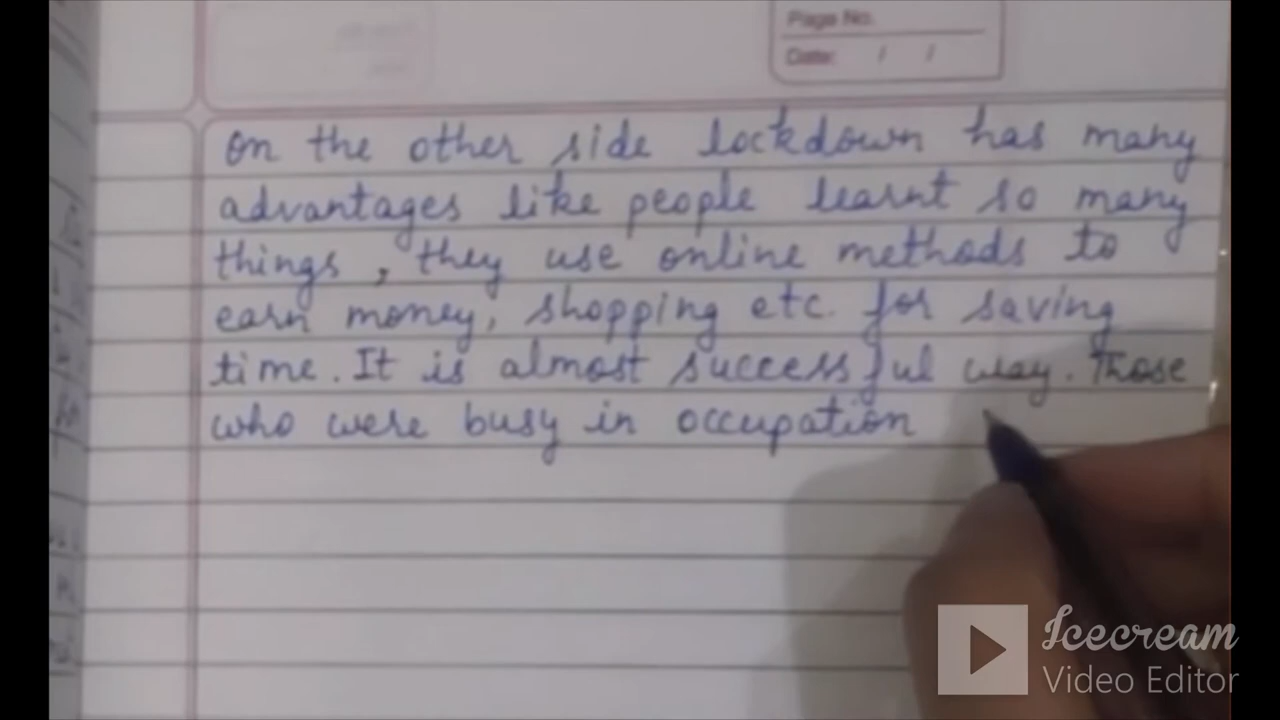 Page No.
Date: / /
On the other side lockdown has many
advantages like people learnt so many
things, they use online methods to
earn money, shopping etc. for saving
time. It is almost successful way. Those
who were busy in occupation
Icecream
Video Editor